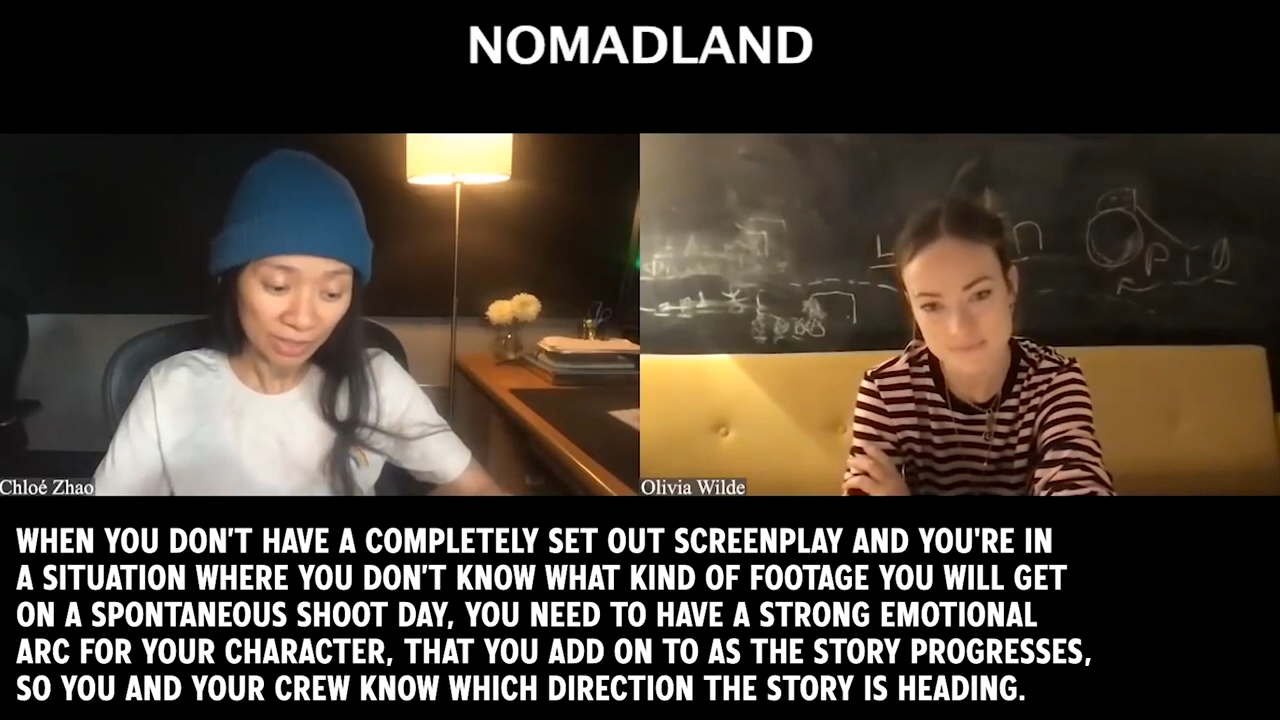 NOMADLAND
Chloé Zhao
Olivia Wilde
WHEN YOU DON'T HAVE A COMPLETELY SET OUT SCREENPLAY AND YOU'RE IN
A SITUATION WHERE YOU DON'T KNOW WHAT KIND OF FOOTAGE YOU WILL GET
ON A SPONTANEOUS SHOOT DAY, YOU NEED TO HAVE A STRONG EMOTIONAL
ARC FOR YOUR CHARACTER, THAT YOU ADD ON TO AS THE STORY PROGRESSES,
SO YOU AND YOUR CREW KNOW WHICH DIRECTION THE STORY IS HEADING.